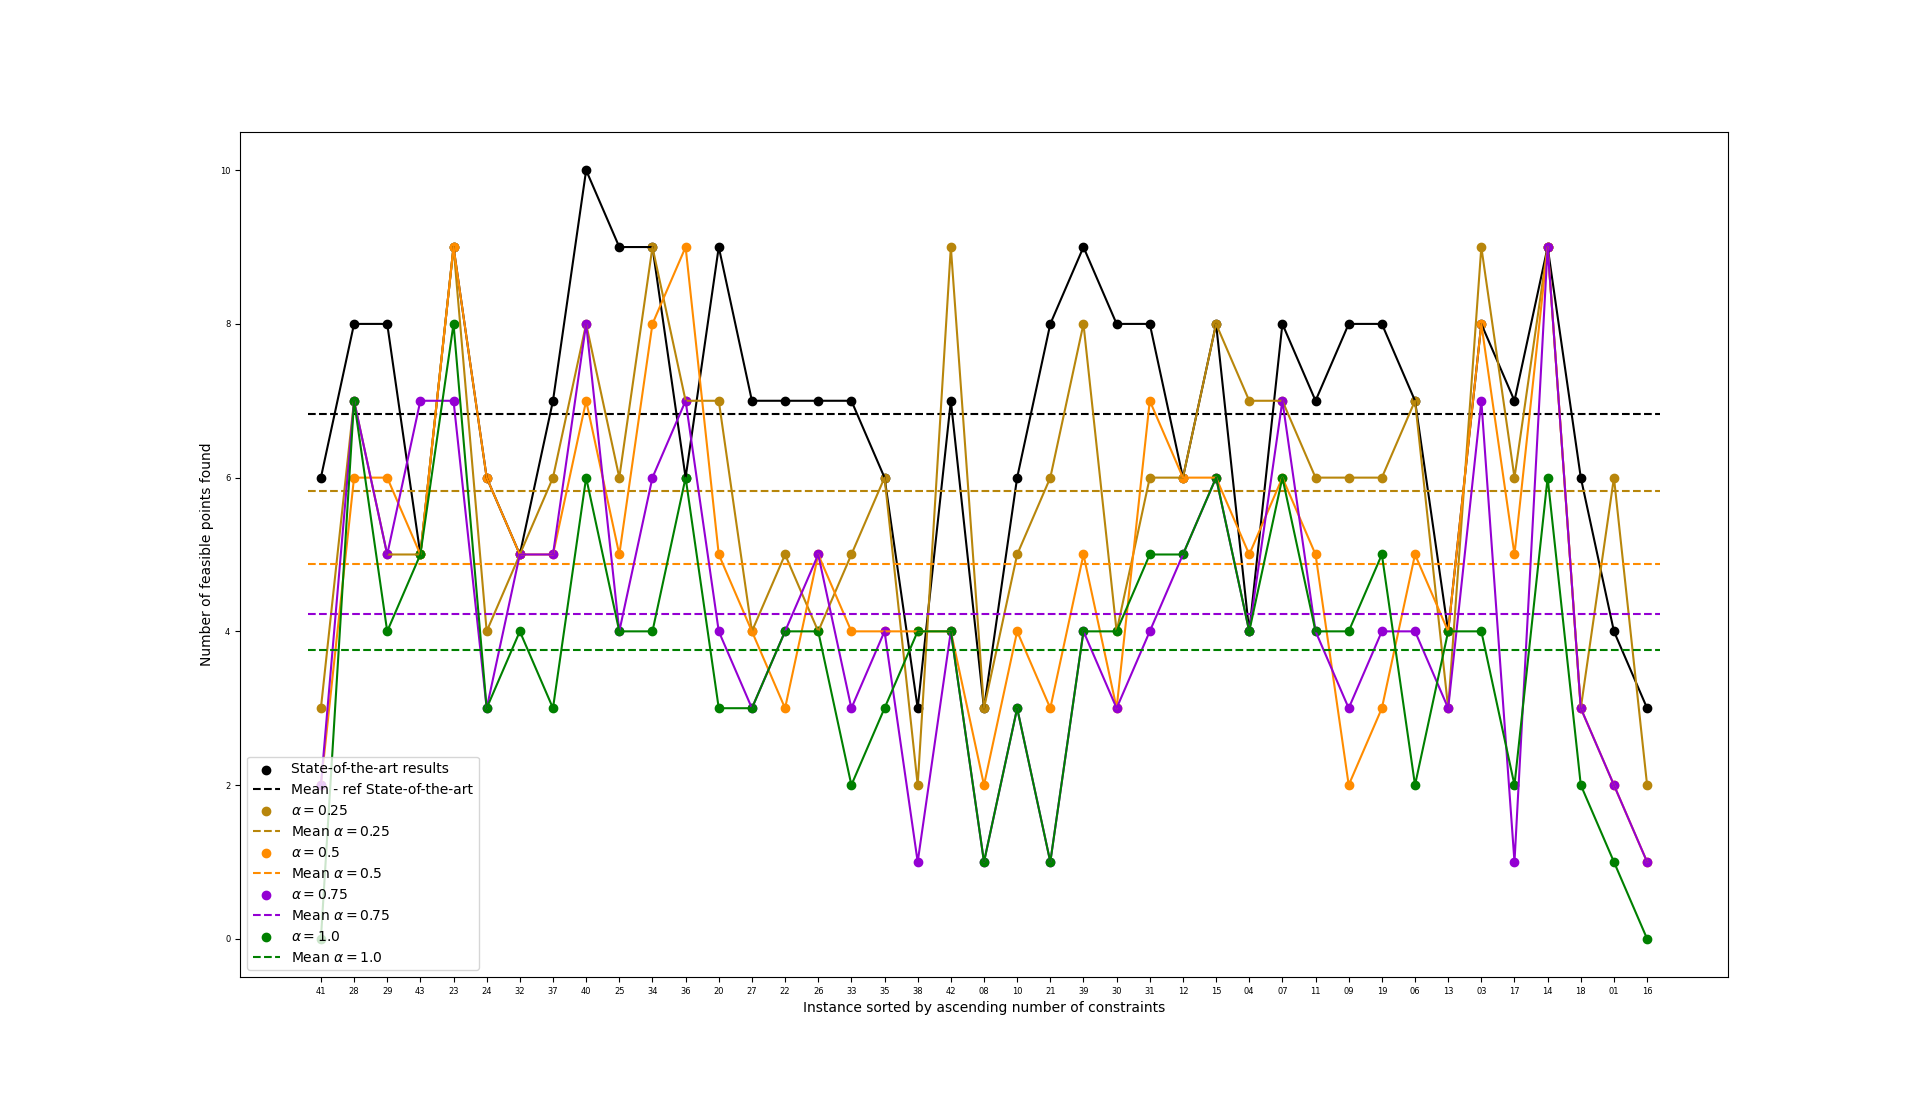 10
8
6
4
2
0
Number of feasible points found
State-of-the-art results
Mean - ref State-of-the-art
α = 0.25
Mean α = 0.25
α = 0.5
Mean α = 0.5
α = 0.75
Mean α = 0.75
α = 1.0
Mean α = 1.0
41 28 29 43 23 24 32 37 40 25 34 36 20 27 22 26 33 35 38 42 08 10 21 39 30 31 12 15 04 07 11 09 19 06 13 03 17 14 18 01 16
Instance sorted by ascending number of constraints